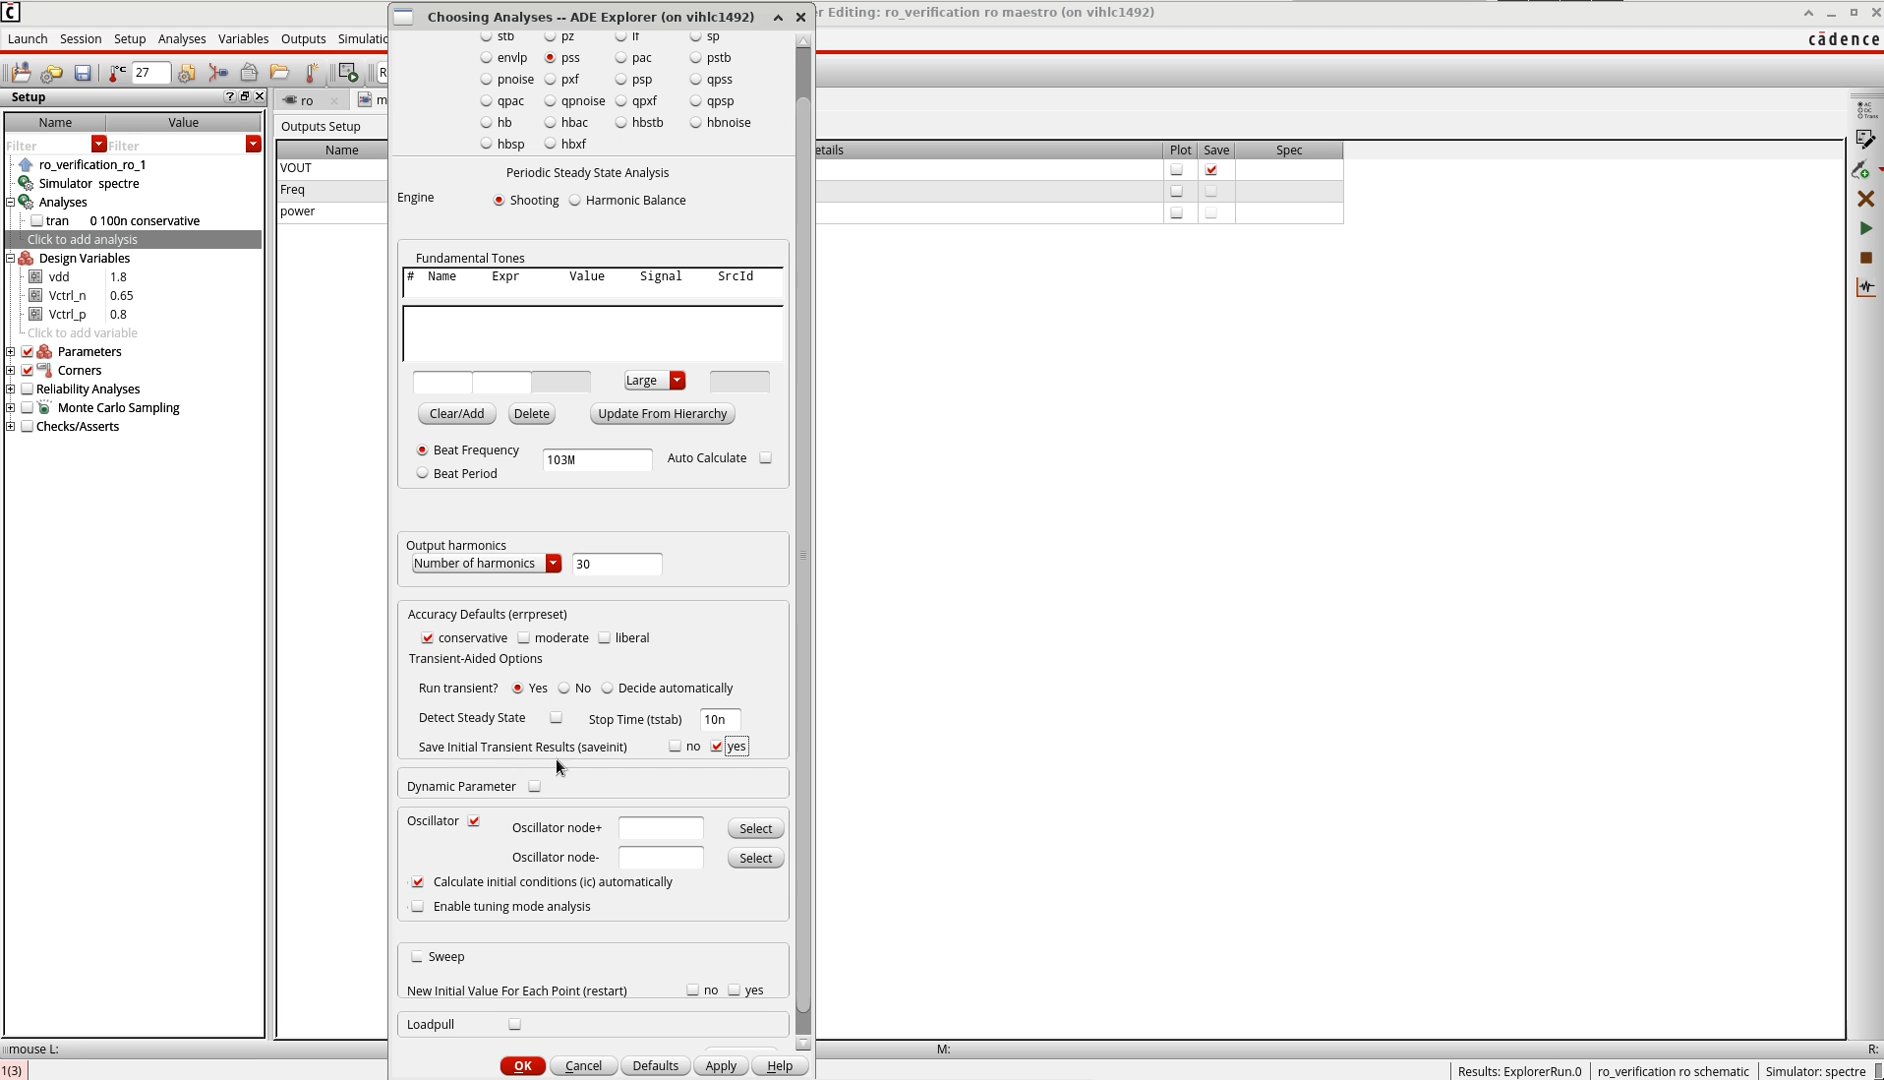 Choosing Analyses -- ADE Explorer (on vihlc1492)
r Editing: ro_verification ro maestro (on vihlc1492)
Launch Session Setup Analyses Variables Outputs Simulatio
cādence
27
Setup
Name Value
Filter Filter
ro_verification_ro_1
Simulator spectre
Analyses
tran 0 100n conservative
Click to add analysis
Design Variables
vdd 1.8
Vctrl_n 0.65
Vctrl_p 0.8
Click to add variable
Parameters
Corners
Reliability Analyses
Monte Carlo Sampling
Checks/Asserts
ro
m
Outputs Setup
Name etails Plot Save Spec
VOUT
Freq
power
stb pz lf sp
envlp pss pac pstb
pnoise pxf psp qpss
qpac qpnoise qpxf qpsp
hb hbac hbstb hbnoise
hbsp hbxf
Periodic Steady State Analysis
Engine Shooting Harmonic Balance
Fundamental Tones
# Name Expr Value Signal SrcId
Large
Clear/Add Delete Update From Hierarchy
Beat Frequency 103M Auto Calculate
Beat Period
Output harmonics
Number of harmonics 30
Accuracy Defaults (errpreset)
conservative moderate liberal
Transient-Aided Options
Run transient? Yes No Decide automatically
Detect Steady State Stop Time (tstab) 10n
Save Initial Transient Results (saveinit) no yes
Dynamic Parameter
Oscillator Oscillator node+ Select
Oscillator node- Select
Calculate initial conditions (ic) automatically
Enable tuning mode analysis
Sweep
New Initial Value For Each Point (restart) no yes
Loadpull
OK Cancel Defaults Apply Help
mouse L: M: R:
1(3)
Results: ExplorerRun.0 ro_verification ro schematic Simulator: spectre